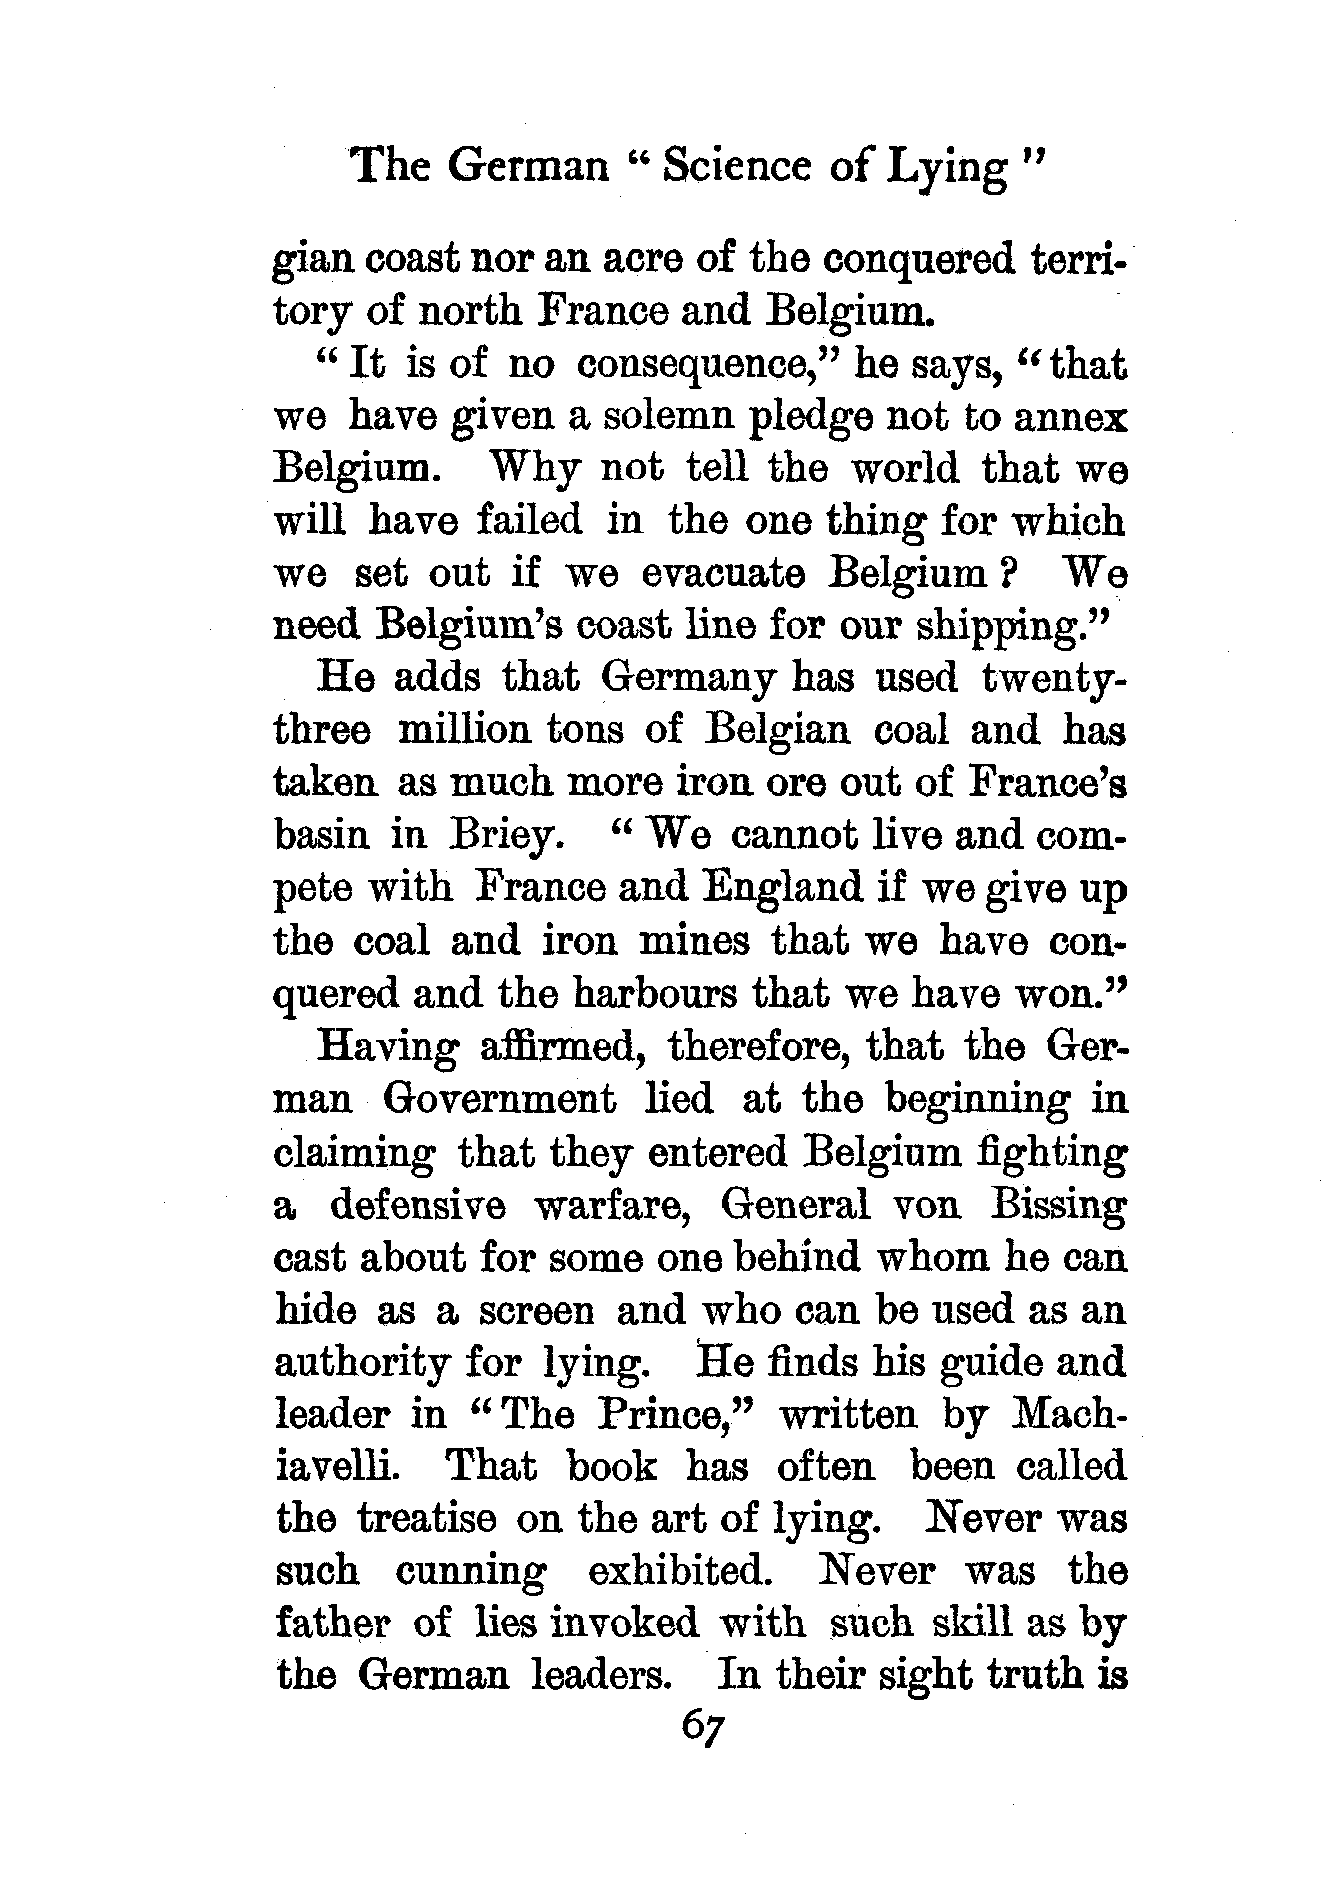 The German “ Science of Lying ”
gian coast nor an acre of the conquered terri-
tory of north France and Belgium.
“ It is of no consequence,” he says, “ that
we have given a solemn pledge not to annex
Belgium. Why not tell the world that we
will have failed in the one thing for which
we set out if we evacuate Belgium ? We
need Belgium’s coast line for our shipping.”
He adds that Germany has used twenty-
three million tons of Belgian coal and has
taken as much more iron ore out of France’s
basin in Briey. “ We cannot live and com-
pete with France and England if we give up
the coal and iron mines that we have con-
quered and the harbours that we have won.”
Having affirmed, therefore, that the Ger-
man Government lied at the beginning in
claiming that they entered Belgium fighting
a defensive warfare, General von Bissing
cast about for some one behind whom he can
hide as a screen and who can be used as an
authority for lying. He finds his guide and
leader in “ The Prince,” written by Mach-
iavelli. That book has often been called
the treatise on the art of lying. Never was
such cunning exhibited. Never was the
father of lies invoked with such skill as by
the German leaders. In their sight truth is
67